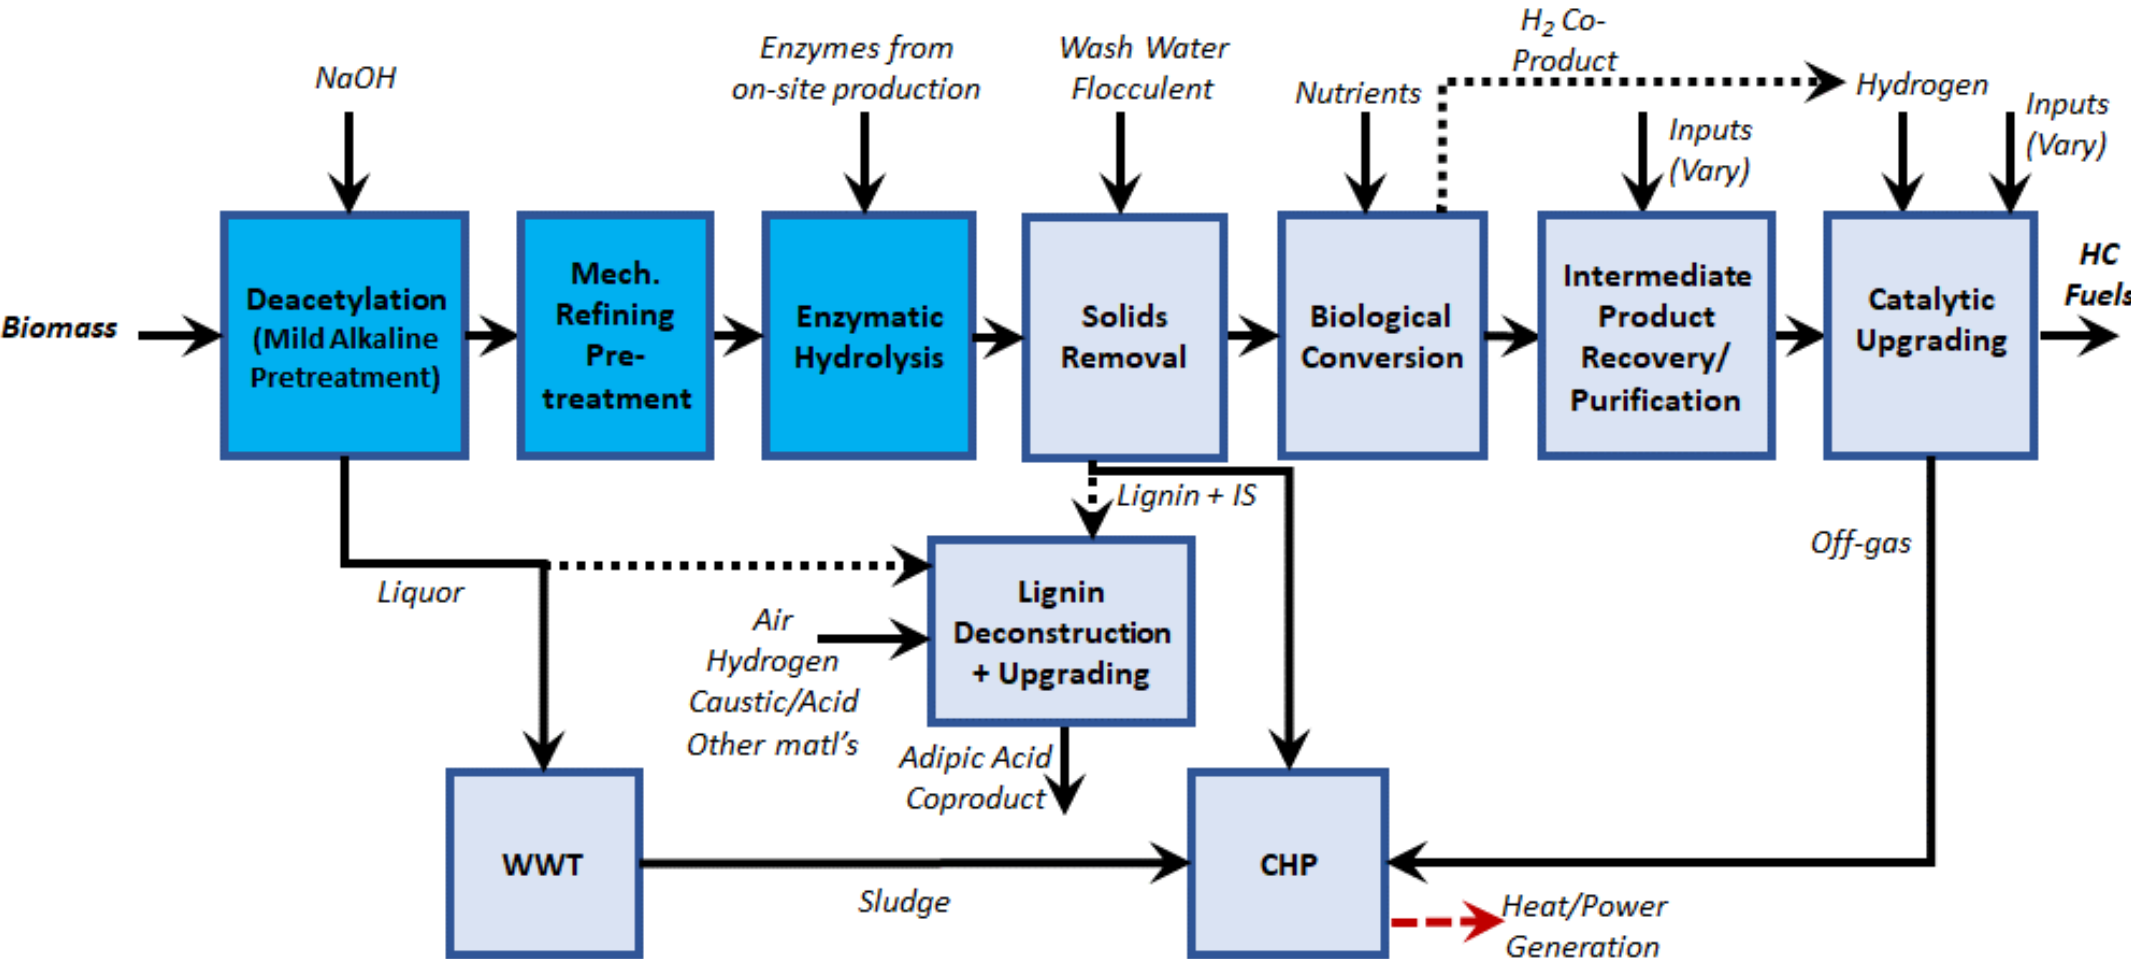 NaOH
Enzymes from
on-site production
Wash Water
Flocculent
Nutrients
H2 Co-
Product
Inputs
(Vary)
Hydrogen
Inputs
(Vary)
Biomass
Deacetylation
(Mild Alkaline
Pretreatment)
Mech.
Refining
Pre-
treatment
Enzymatic
Hydrolysis
Solids
Removal
Biological
Conversion
Intermediate
Product
Recovery/
Purification
Catalytic
Upgrading
HC
Fuels
Liquor
Lignin + IS
Off-gas
Air
Hydrogen
Caustic/Acid
Other matl's
Lignin
Deconstruction
+ Upgrading
Adipic Acid
Coproduct
WWT
Sludge
CHP
Heat/Power
Generation